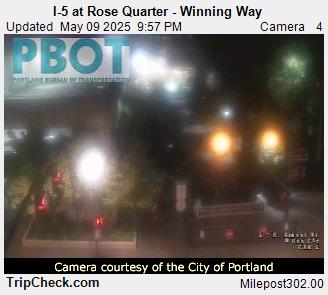 I-5 at Rose Quarter - Winning Way
Updated May 09 2025 9:57 PM Camera 4
PBOT
PORTLAND BUREAU OF TRANSPORTATION
Camera courtesy of the City of Portland
TripCheck.com Milepost302.00